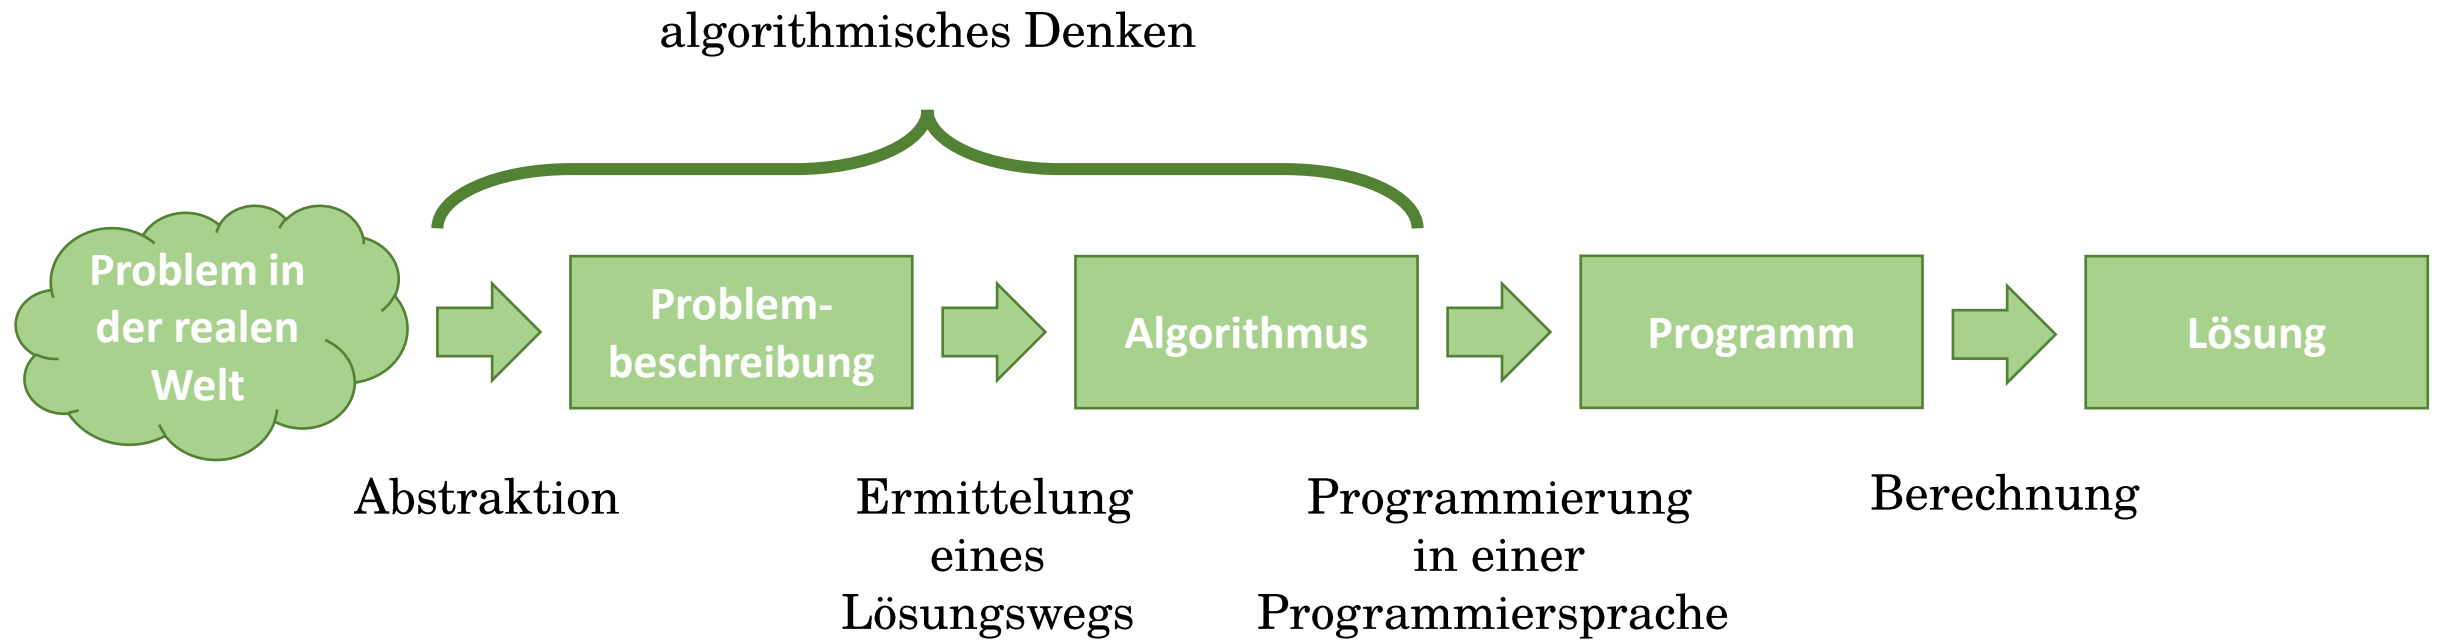 algorithmisches Denken
Problem in
der realen
Welt
Problem-
beschreibung
Algorithmus
Programm
Lösung
Abstraktion
Ermittelung
eines
Lösungswegs
Programmierung
in einer
Programmiersprache
Berechnung